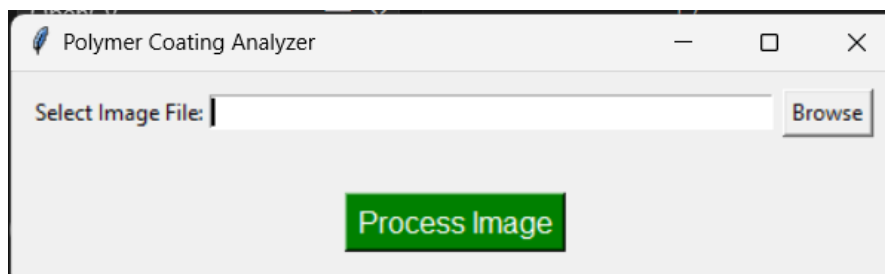 Polymer Coating Analyzer
Select Image File: Browse
Process Image